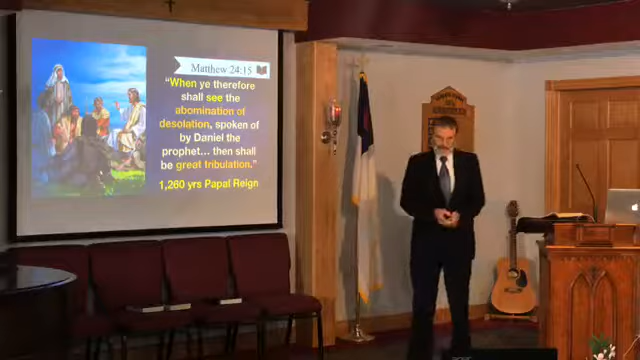 Matthew 24:15
“When ye therefore
shall see the
abomination of
desolation, spoken of
by Daniel the
prophet... then shall
be great tribulation.”
1,260 yrs Papal Reign